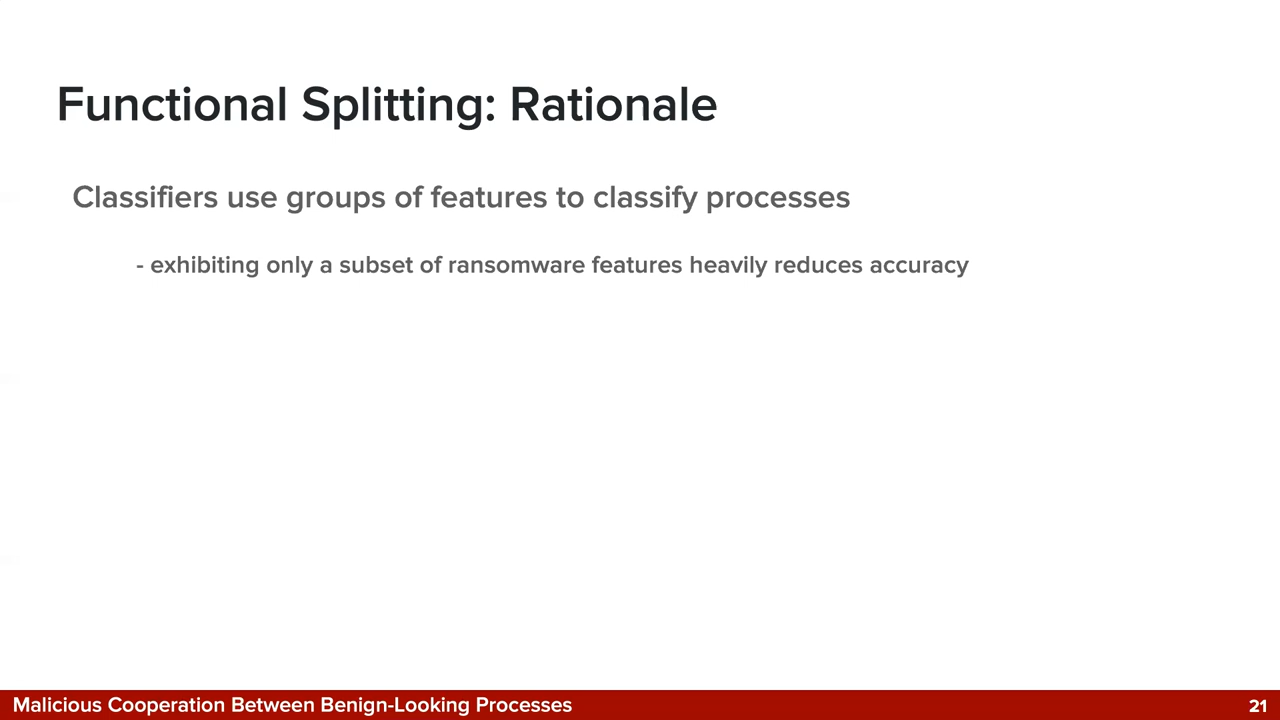 Functional Splitting: Rationale
Classifiers use groups of features to classify processes
- exhibiting only a subset of ransomware features heavily reduces accuracy
Malicious Cooperation Between Benign-Looking Processes
21